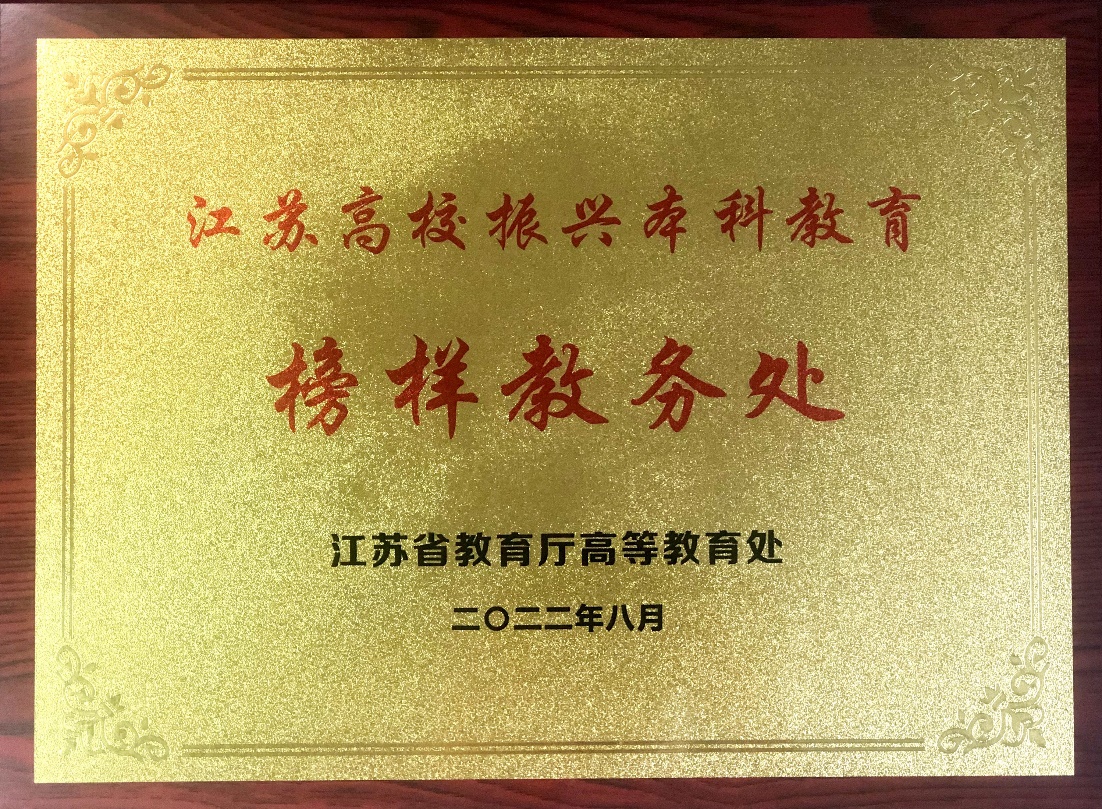 江苏高校振兴本科教育
榜样教务处
江苏省教育厅高等教育处
二〇二二年八月